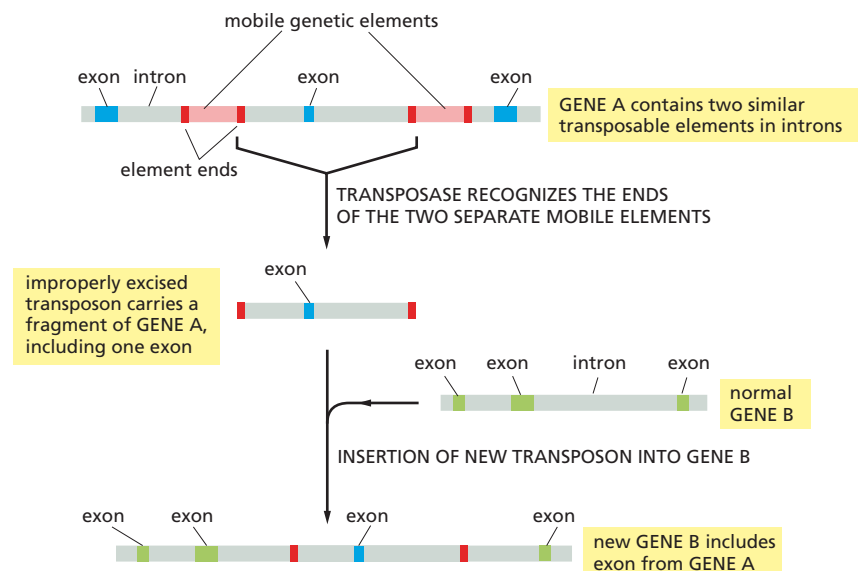 mobile genetic elements
exon
intron
exon
exon
GENE A contains two similar
transposable elements in introns
element ends
TRANSPOSASE RECOGNIZES THE ENDS
OF THE TWO SEPARATE MOBILE ELEMENTS
improperly excised
transposon carries a
fragment of GENE A,
including one exon
exon
exon
exon
intron
exon
normal
GENE B
INSERTION OF NEW TRANSPOSON INTO GENE B
exon
exon
exon
exon
new GENE B includes
exon from GENE A